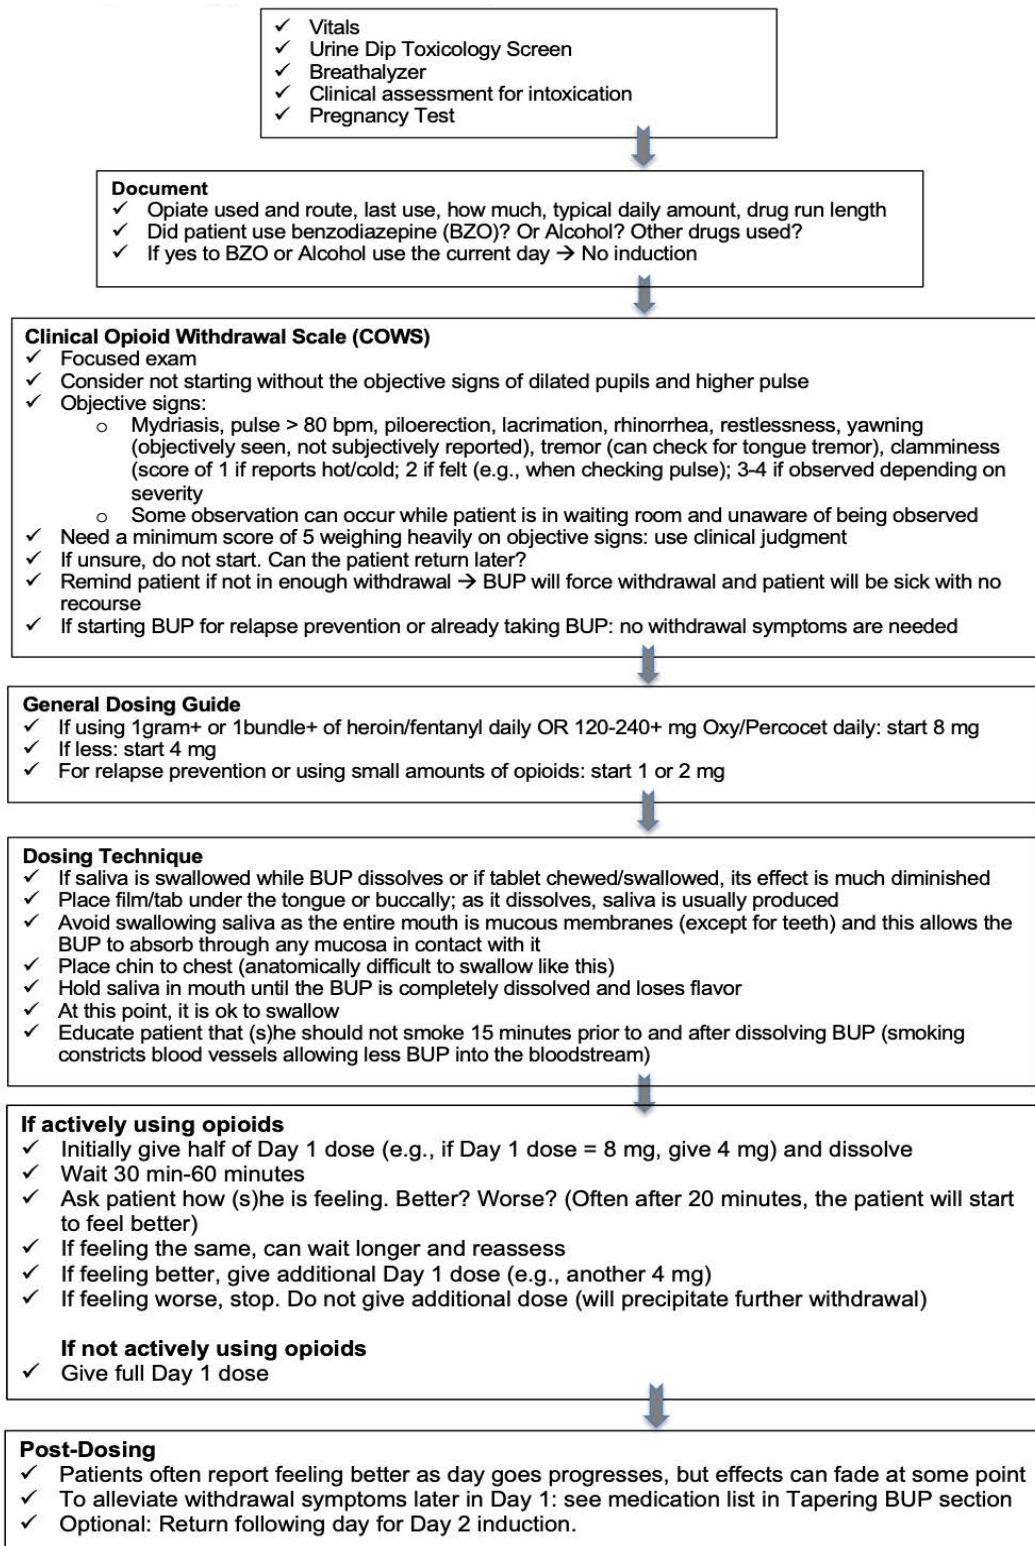 ✓ Vitals
✓ Urine Dip Toxicology Screen
✓ Breathalyzer
✓ Clinical assessment for intoxication
✓ Pregnancy Test
Document
✓ Opiate used and route, last use, how much, typical daily amount, drug run length
✓ Did patient use benzodiazepine (BZO)? Or Alcohol? Other drugs used?
✓ If yes to BZO or Alcohol use the current day → No induction
Clinical Opioid Withdrawal Scale (COWS)
✓ Focused exam
✓ Consider not starting without the objective signs of dilated pupils and higher pulse
✓ Objective signs:
o Mydriasis, pulse > 80 bpm, piloerection, lacrimation, rhinorrhea, restlessness, yawning
(objectively seen, not subjectively reported), tremor (can check for tongue tremor), clamminess
(score of 1 if reports hot/cold; 2 if felt (e.g., when checking pulse); 3-4 if observed depending on
severity
o Some observation can occur while patient is in waiting room and unaware of being observed
✓ Need a minimum score of 5 weighing heavily on objective signs: use clinical judgment
✓ If unsure, do not start. Can the patient return later?
✓ Remind patient if not in enough withdrawal → BUP will force withdrawal and patient will be sick with no
recourse
✓ If starting BUP for relapse prevention or already taking BUP: no withdrawal symptoms are needed
General Dosing Guide
✓ If using 1gram+ or 1bundle+ of heroin/fentanyl daily OR 120-240+ mg Oxy/Percocet daily: start 8 mg
✓ If less: start 4 mg
✓ For relapse prevention or using small amounts of opioids: start 1 or 2 mg
Dosing Technique
✓ If saliva is swallowed while BUP dissolves or if tablet chewed/swallowed, its effect is much diminished
✓ Place film/tab under the tongue or buccally; as it dissolves, saliva is usually produced
✓ Avoid swallowing saliva as the entire mouth is mucous membranes (except for teeth) and this allows the
BUP to absorb through any mucosa in contact with it
✓ Place chin to chest (anatomically difficult to swallow like this)
✓ Hold saliva in mouth until the BUP is completely dissolved and loses flavor
✓ At this point, it is ok to swallow
✓ Educate patient that (s)he should not smoke 15 minutes prior to and after dissolving BUP (smoking
constricts blood vessels allowing less BUP into the bloodstream)
If actively using opioids
✓ Initially give half of Day 1 dose (e.g., if Day 1 dose = 8 mg, give 4 mg) and dissolve
✓ Wait 30 min-60 minutes
✓ Ask patient how (s)he is feeling. Better? Worse? (Often after 20 minutes, the patient will start
to feel better)
✓ If feeling the same, can wait longer and reassess
✓ If feeling better, give additional Day 1 dose (e.g., another 4 mg)
✓ If feeling worse, stop. Do not give additional dose (will precipitate further withdrawal)
If not actively using opioids
✓ Give full Day 1 dose
Post-Dosing
✓ Patients often report feeling better as day goes progresses, but effects can fade at some point
✓ To alleviate withdrawal symptoms later in Day 1: see medication list in Tapering BUP section
✓ Optional: Return following day for Day 2 induction.